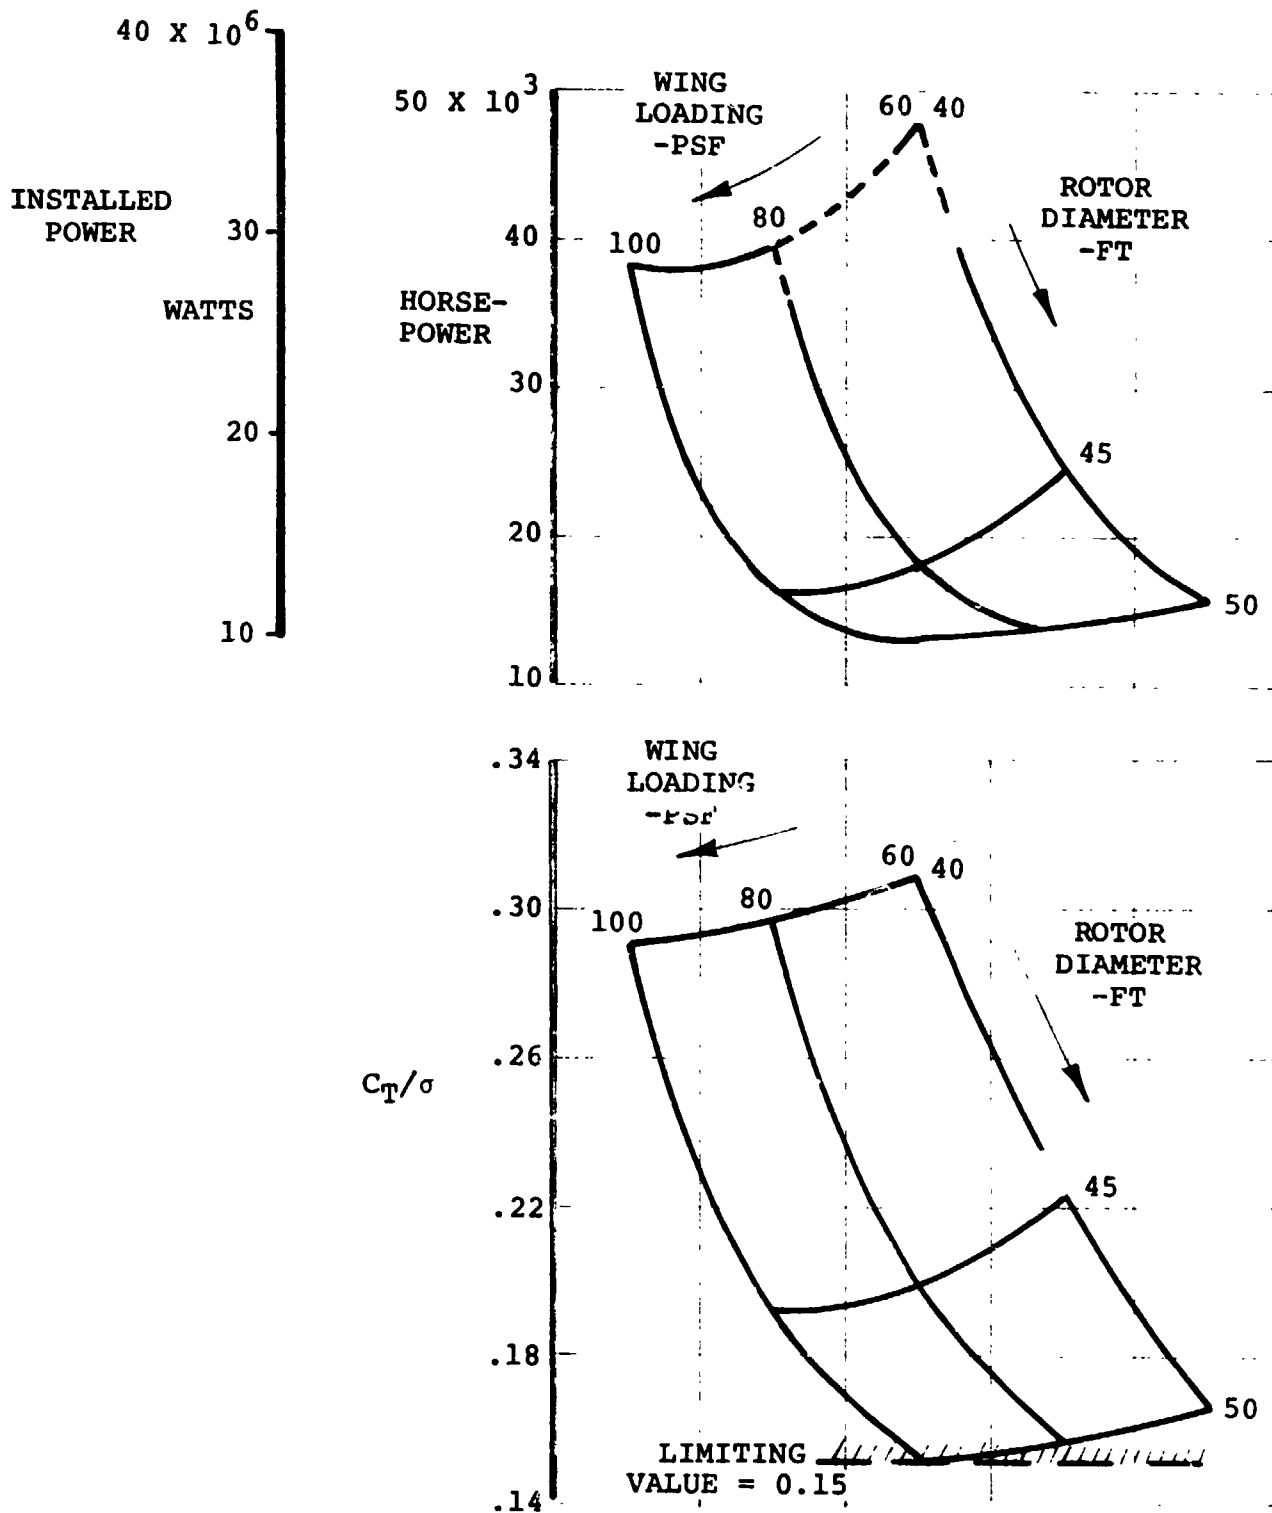 40 X 10^6
50 X 10^3
WING
LOADING
-PSF
60 40
INSTALLED
POWER
30
ROTOR
DIAMETER
-FT
80
40
100
WATTS
HORSE-
POWER
30
20
45
20
10
50
10
.34
WING
LOADING
-PSF
60 40
80
.30
100
ROTOR
DIAMETER
-FT
.26
C_T/σ
45
.22
.18
50
LIMITING
VALUE = 0.15
.14